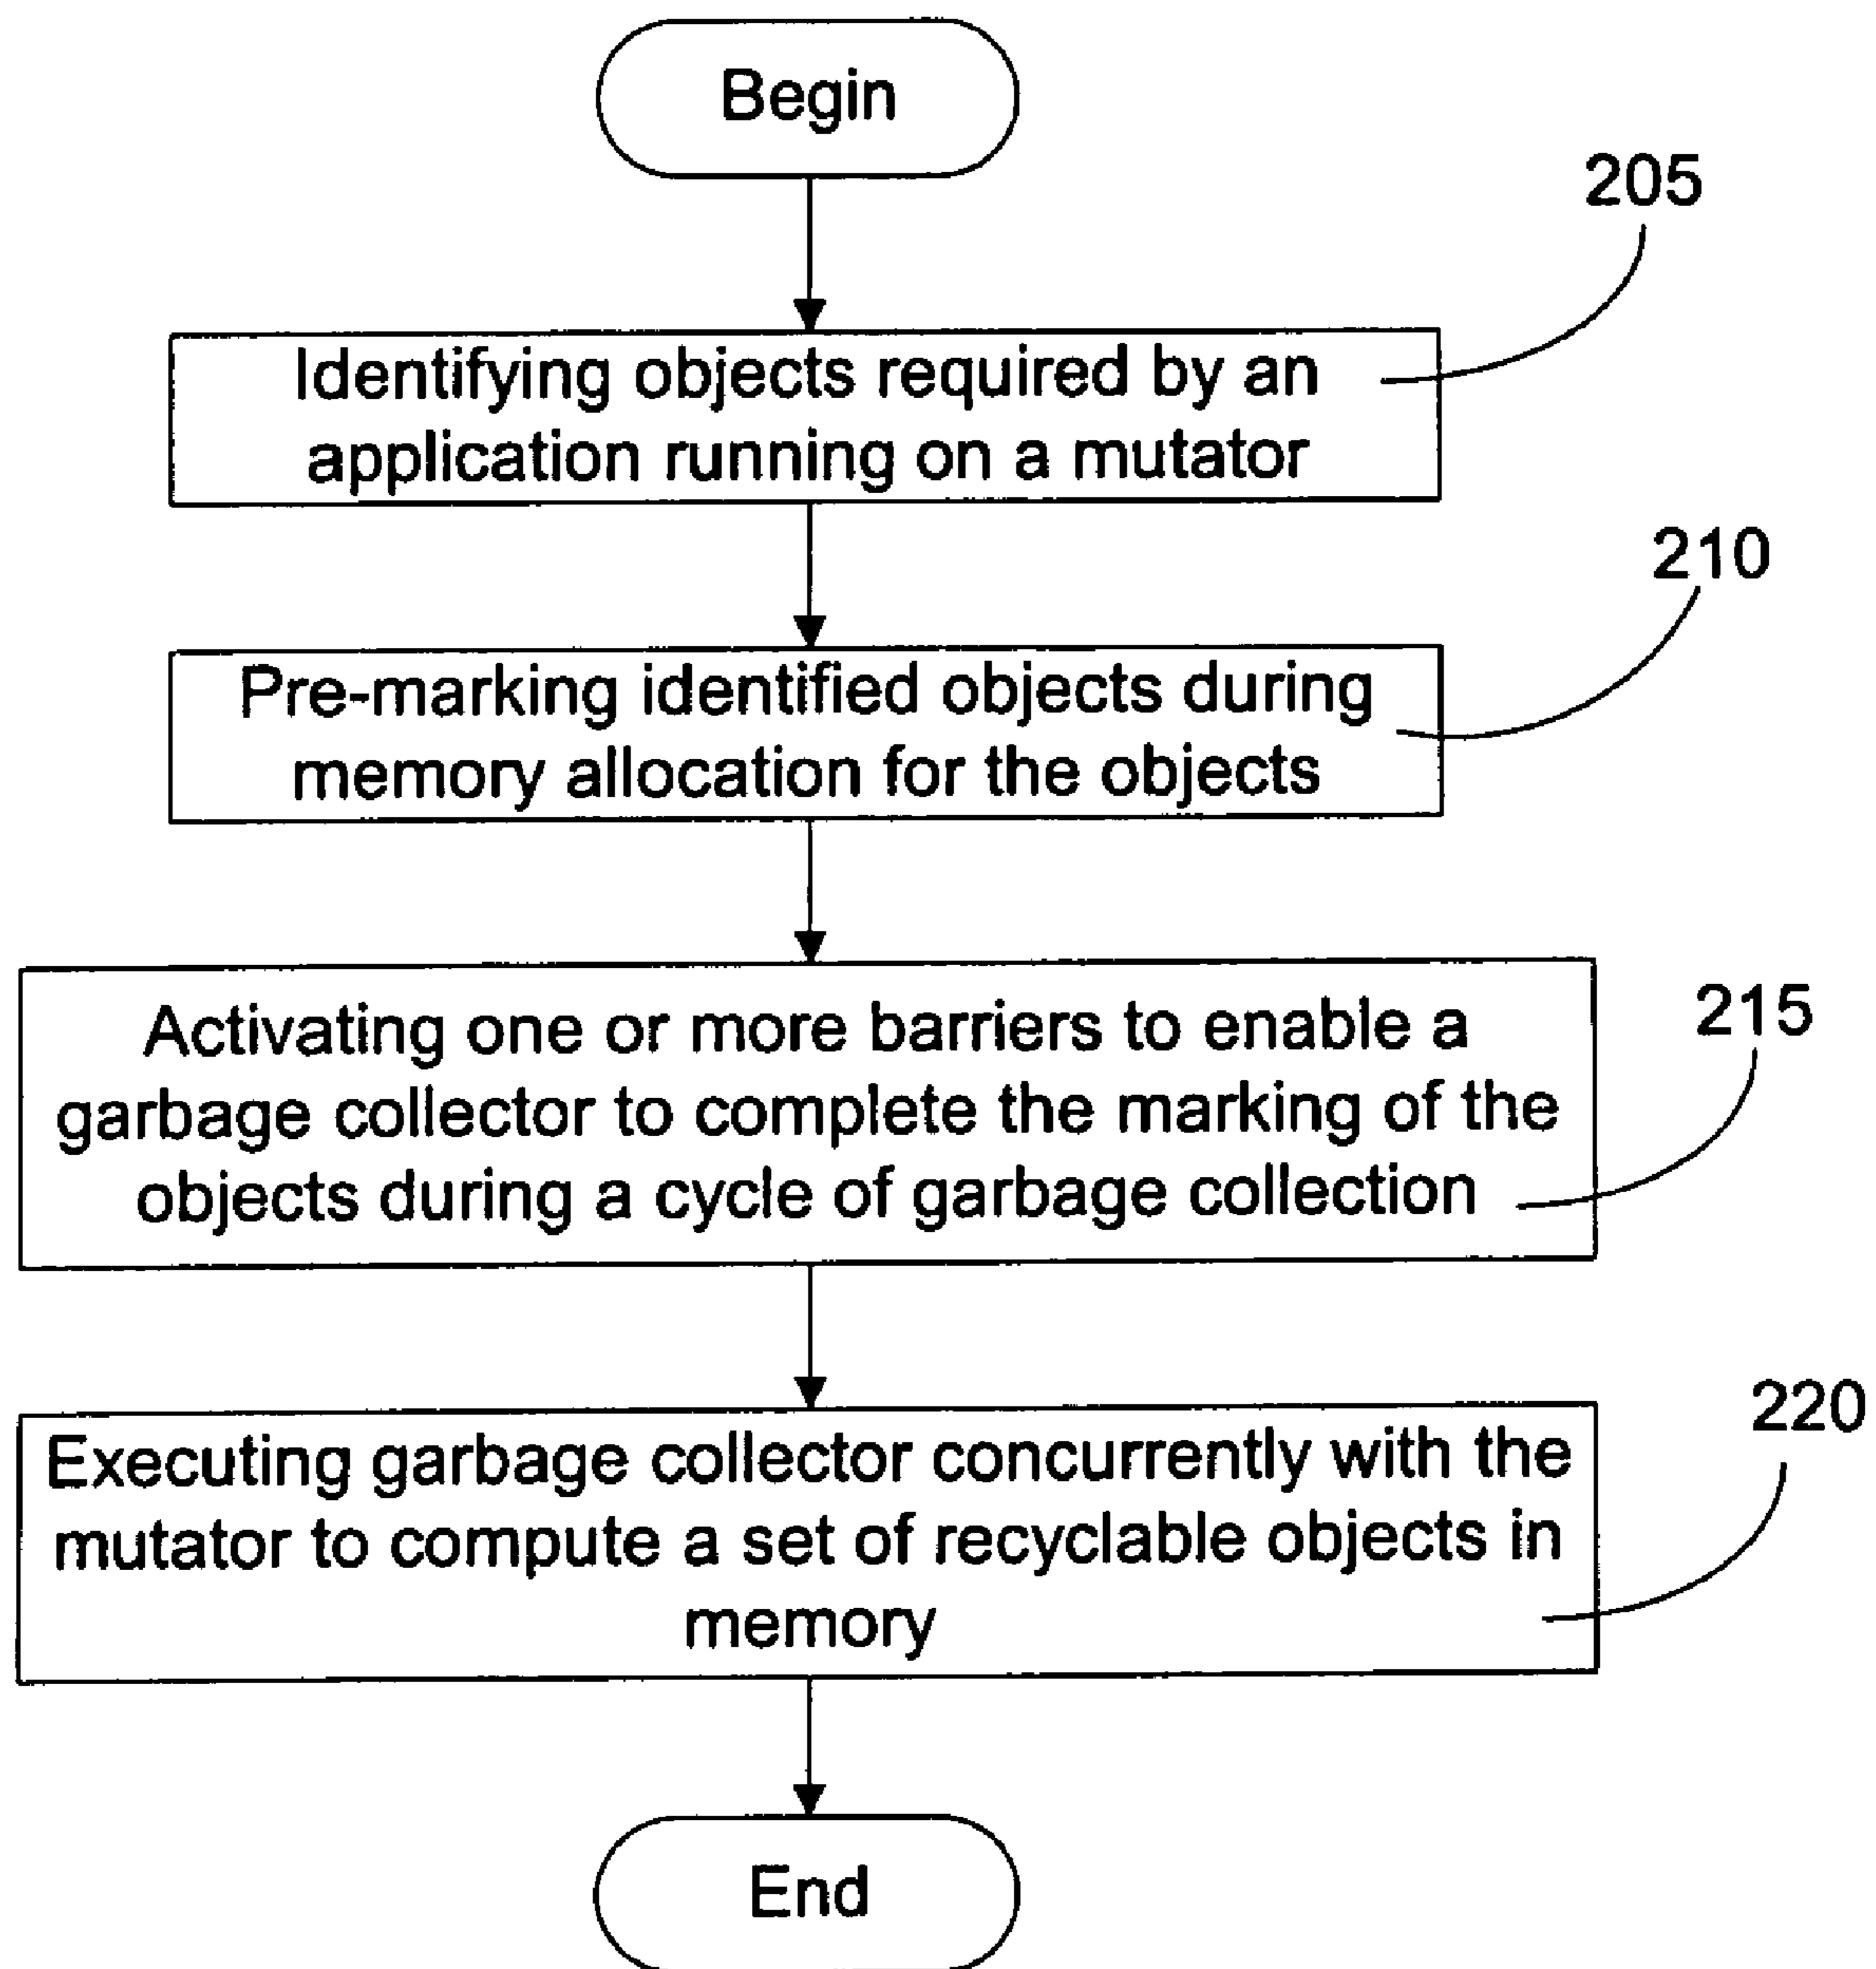 Begin
205
Identifying objects required by an
application running on a mutator
210
Pre-marking identified objects during
memory allocation for the objects
215
Activating one or more barriers to enable a
garbage collector to complete the marking of the
objects during a cycle of garbage collection
220
Executing garbage collector concurrently with the
mutator to compute a set of recyclable objects in
memory
End